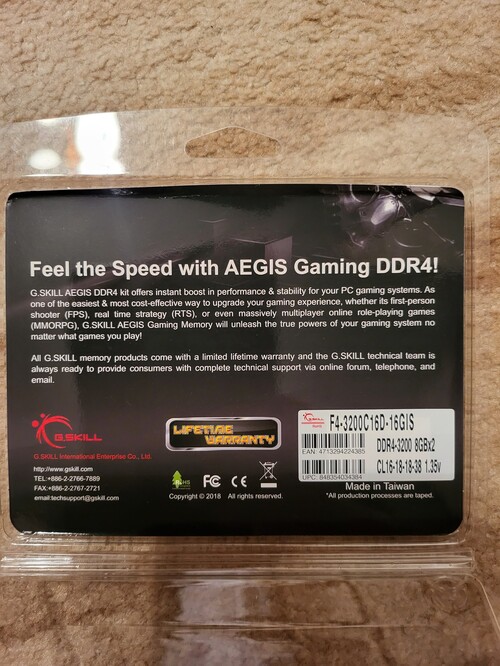 Feel the Speed with AEGIS Gaming DDR4!
G.SKILL AEGIS DDR4 kit offers instant boost in performance & stability for your PC gaming systems. As
one of the easiest & most cost-effective way to upgrade your gaming experience, whether its first-person
shooter (FPS), real time strategy (RTS), or even massively multiplayer online role-playing games
(MMORPG), G.SKILL AEGIS Gaming Memory will unleash the true powers of your gaming system no
matter what games you play!
All G.SKILL memory products come with a limited lifetime warranty and the G.SKILL technical team is
always ready to provide consumers with complete technical support via online forum, telephone, and
email.
G.SKILL
G.SKILL International Enterprise Co., Ltd.
http://www.gskill.com
TEL:+886-2-2766-7889
FAX:+886-2-2767-2721
email:techsupport@gskill.com
LIFETIME
WARRANTY
RoHS
FC CE
Copyright © 2018 All rights reserved.
F4-3200C16D-16GIS
DDR4-3200 8GBx2
EAN: 4713294224385
CL16-18-18-38 1.35v
UPC: 848354034384
Made in Taiwan
*All production processes are taped.